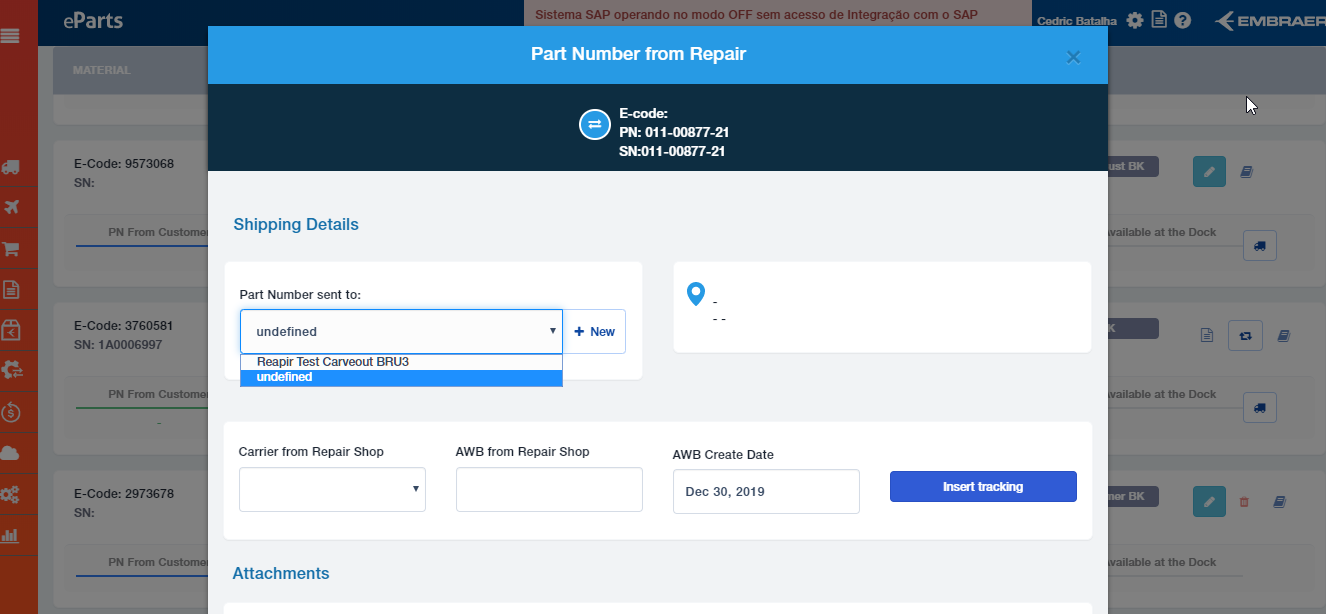 eParts
Sistema SAP operando no modo OFF sem acesso de Integração com o SAP
Cedric Batalha
EMBRAER
MATERIAL
Part Number from Repair
E-code:
PN: 011-00877-21
SN:011-00877-21
E-Code: 9573068
SN:
ust BK
PN From Customer
vailable at the Dock
Shipping Details
Part Number sent to:
undefined
+ New
Reapir Test Carveout BRU3
undefined
-
- -
E-Code: 3760581
SN: 1A0006997
K
PN From Customer
-
vailable at the Dock
Carrier from Repair Shop
AWB from Repair Shop
AWB Create Date
Dec 30, 2019
Insert tracking
E-Code: 2973678
SN:
ner BK
PN From Customer
vailable at the Dock
Attachments